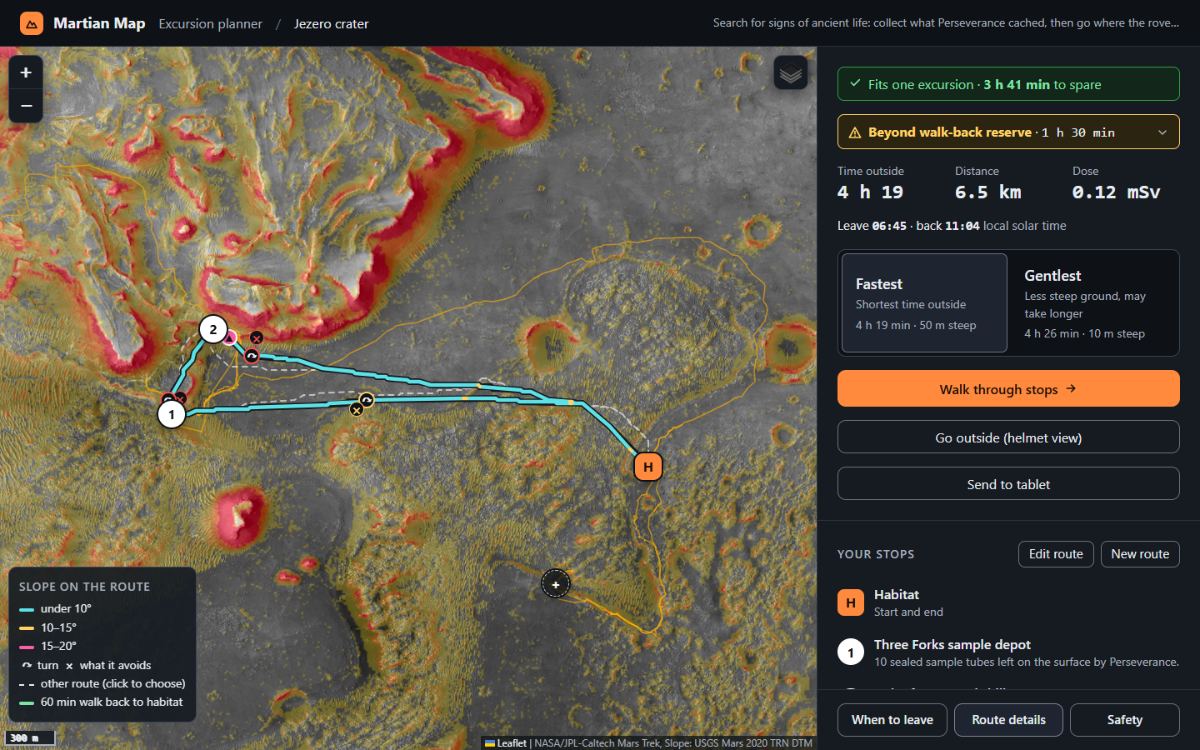 Martian Map Excursion planner / Jezero crater
Search for signs of ancient life: collect what Perseverance cached, then go where the rove...
+
−
Fits one excursion · 3 h 41 min to spare
Beyond walk-back reserve · 1 h 30 min
Time outside Distance Dose
4 h 19 6.5 km 0.12 mSv
Leave 06:45 · back 11:04 local solar time
Fastest
Shortest time outside
4 h 19 min · 50 m steep
Gentlest
Less steep ground, may
take longer
4 h 26 min · 10 m steep
Walk through stops →
Go outside (helmet view)
Send to tablet
YOUR STOPS Edit route New route
H Habitat
Start and end
1 Three Forks sample depot
10 sealed sample tubes left on the surface by Perseverance.
When to leave Route details Safety
2
1
H
+
SLOPE ON THE ROUTE
under 10°
10–15°
15–20°
turn × what it avoids
other route (click to choose)
60 min walk back to habitat
300 m
Leaflet | NASA/JPL-Caltech Mars Trek, Slope: USGS Mars 2020 TRN DTM